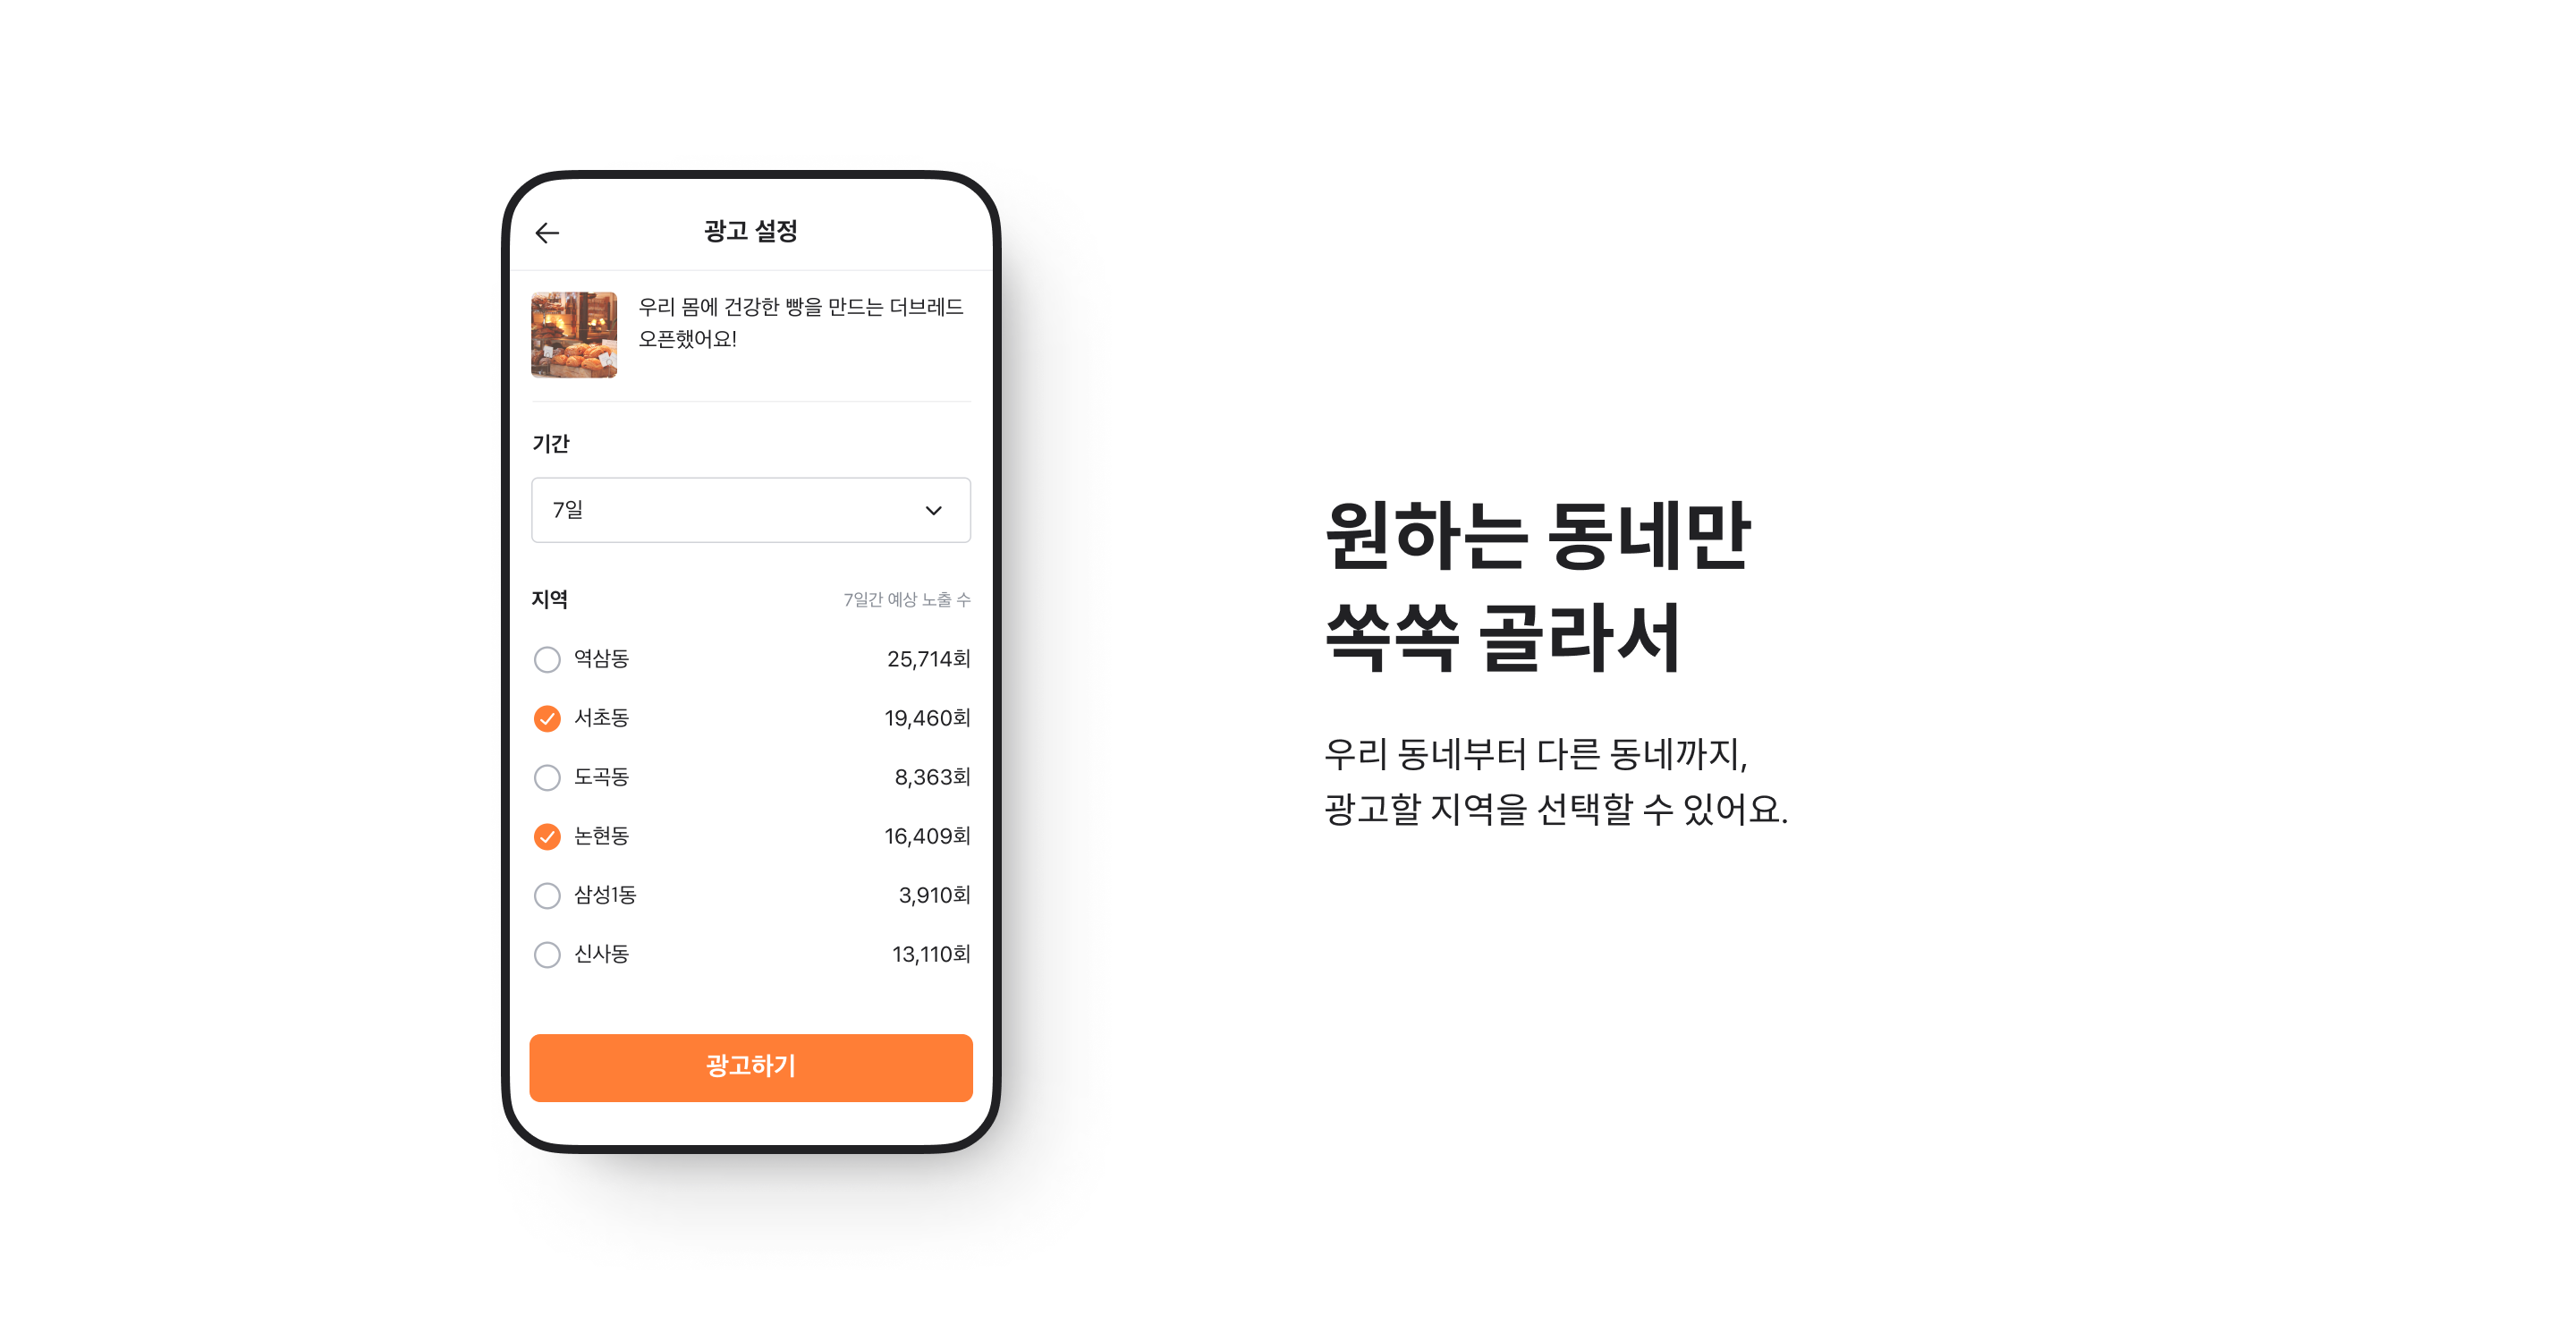 광고 설정
우리 몸에 건강한 빵을 만드는 더브레드
오픈했어요!
기간
7일
지역
7일간 예상 노출 수
역삼동
25,714회
서초동
19,460회
도곡동
8,363회
논현동
16,409회
삼성1동
3,910회
신사동
13,110회
광고하기
원하는 동네만
쏙쏙 골라서
우리 동네부터 다른 동네까지,
광고할 지역을 선택할 수 있어요.